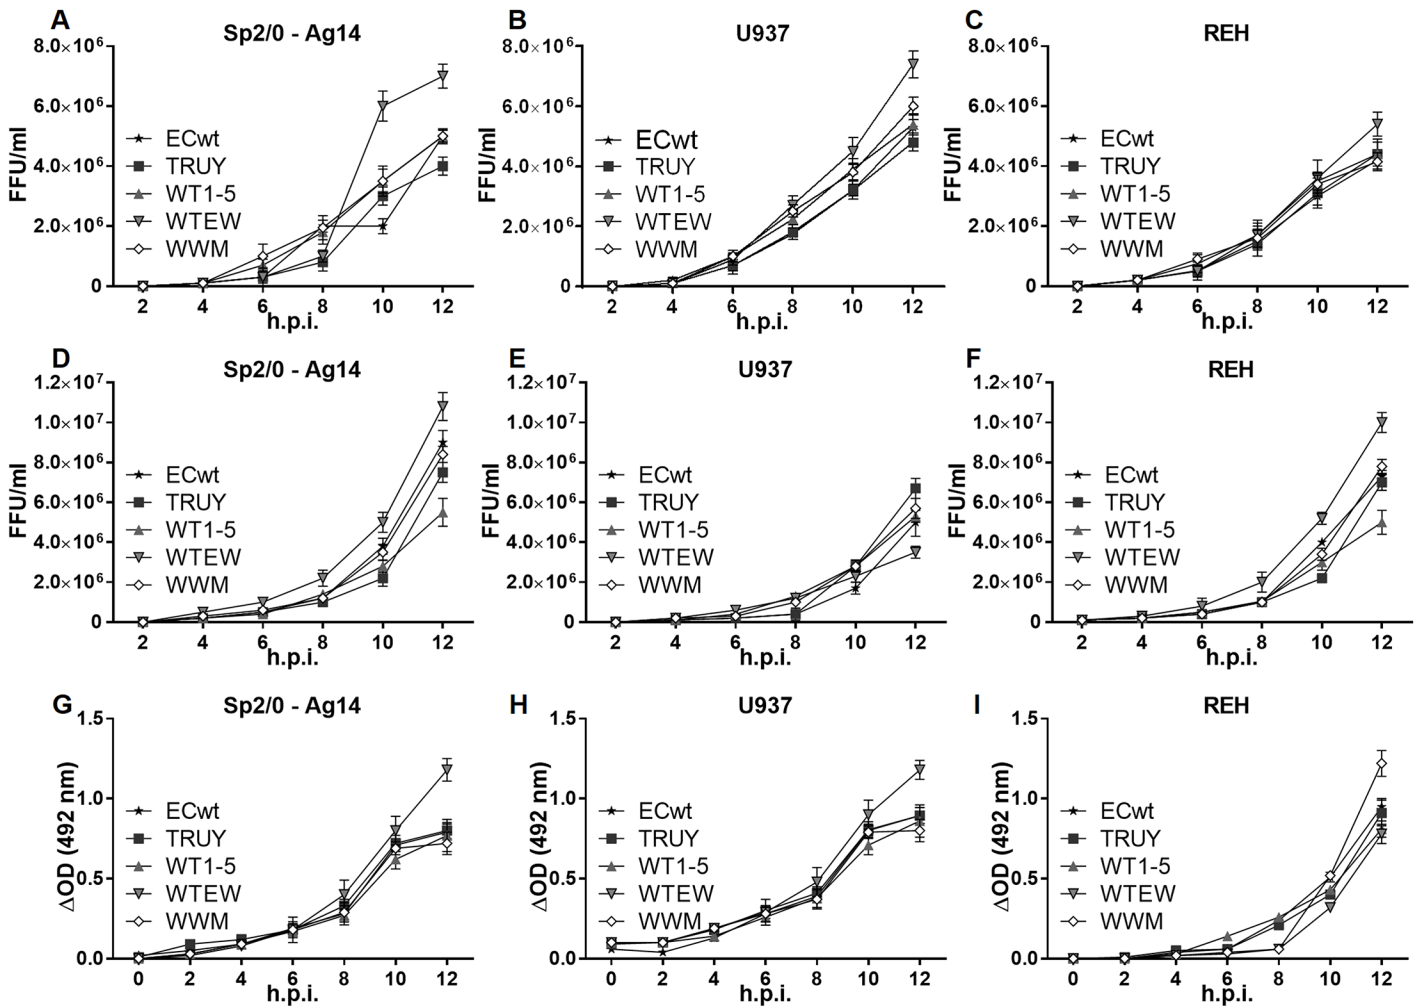 A
Sp2/0 - Ag14
8.0×10⁶
6.0×10⁶
4.0×10⁶
2.0×10⁶
0
FFU/ml
ECwt
TRUY
WT1-5
WTEW
WWM
2 4 6 8 10 12
h.p.i.
B
U937
8.0×10⁶
6.0×10⁶
4.0×10⁶
2.0×10⁶
0
FFU/ml
ECwt
TRUY
WT1-5
WTEW
WWM
2 4 6 8 10 12
h.p.i.
C
REH
8.0×10⁶
6.0×10⁶
4.0×10⁶
2.0×10⁶
0
FFU/ml
ECwt
TRUY
WT1-5
WTEW
WWM
2 4 6 8 10 12
h.p.i.
D
Sp2/0 - Ag14
1.2×10⁷
1.0×10⁷
8.0×10⁶
6.0×10⁶
4.0×10⁶
2.0×10⁶
0
FFU/ml
ECwt
TRUY
WT1-5
WTEW
WWM
2 4 6 8 10 12
h.p.i.
E
U937
1.2×10⁷
1.0×10⁷
8.0×10⁶
6.0×10⁶
4.0×10⁶
2.0×10⁶
0
FFU/ml
ECwt
TRUY
WT1-5
WTEW
WWM
2 4 6 8 10 12
h.p.i.
F
REH
1.2×10⁷
1.0×10⁷
8.0×10⁶
6.0×10⁶
4.0×10⁶
2.0×10⁶
0
FFU/ml
ECwt
TRUY
WT1-5
WTEW
WWM
2 4 6 8 10 12
h.p.i.
G
Sp2/0 - Ag14
1.5
1.0
0.5
0.0
ΔOD (492 nm)
ECwt
TRUY
WT1-5
WTEW
WWM
0 2 4 6 8 10 12
h.p.i.
H
U937
1.5
1.0
0.5
0.0
ΔOD (492 nm)
ECwt
TRUY
WT1-5
WTEW
WWM
0 2 4 6 8 10 12
h.p.i.
I
REH
1.5
1.0
0.5
0.0
ΔOD (492 nm)
ECwt
TRUY
WT1-5
WTEW
WWM
0 2 4 6 8 10 12
h.p.i.